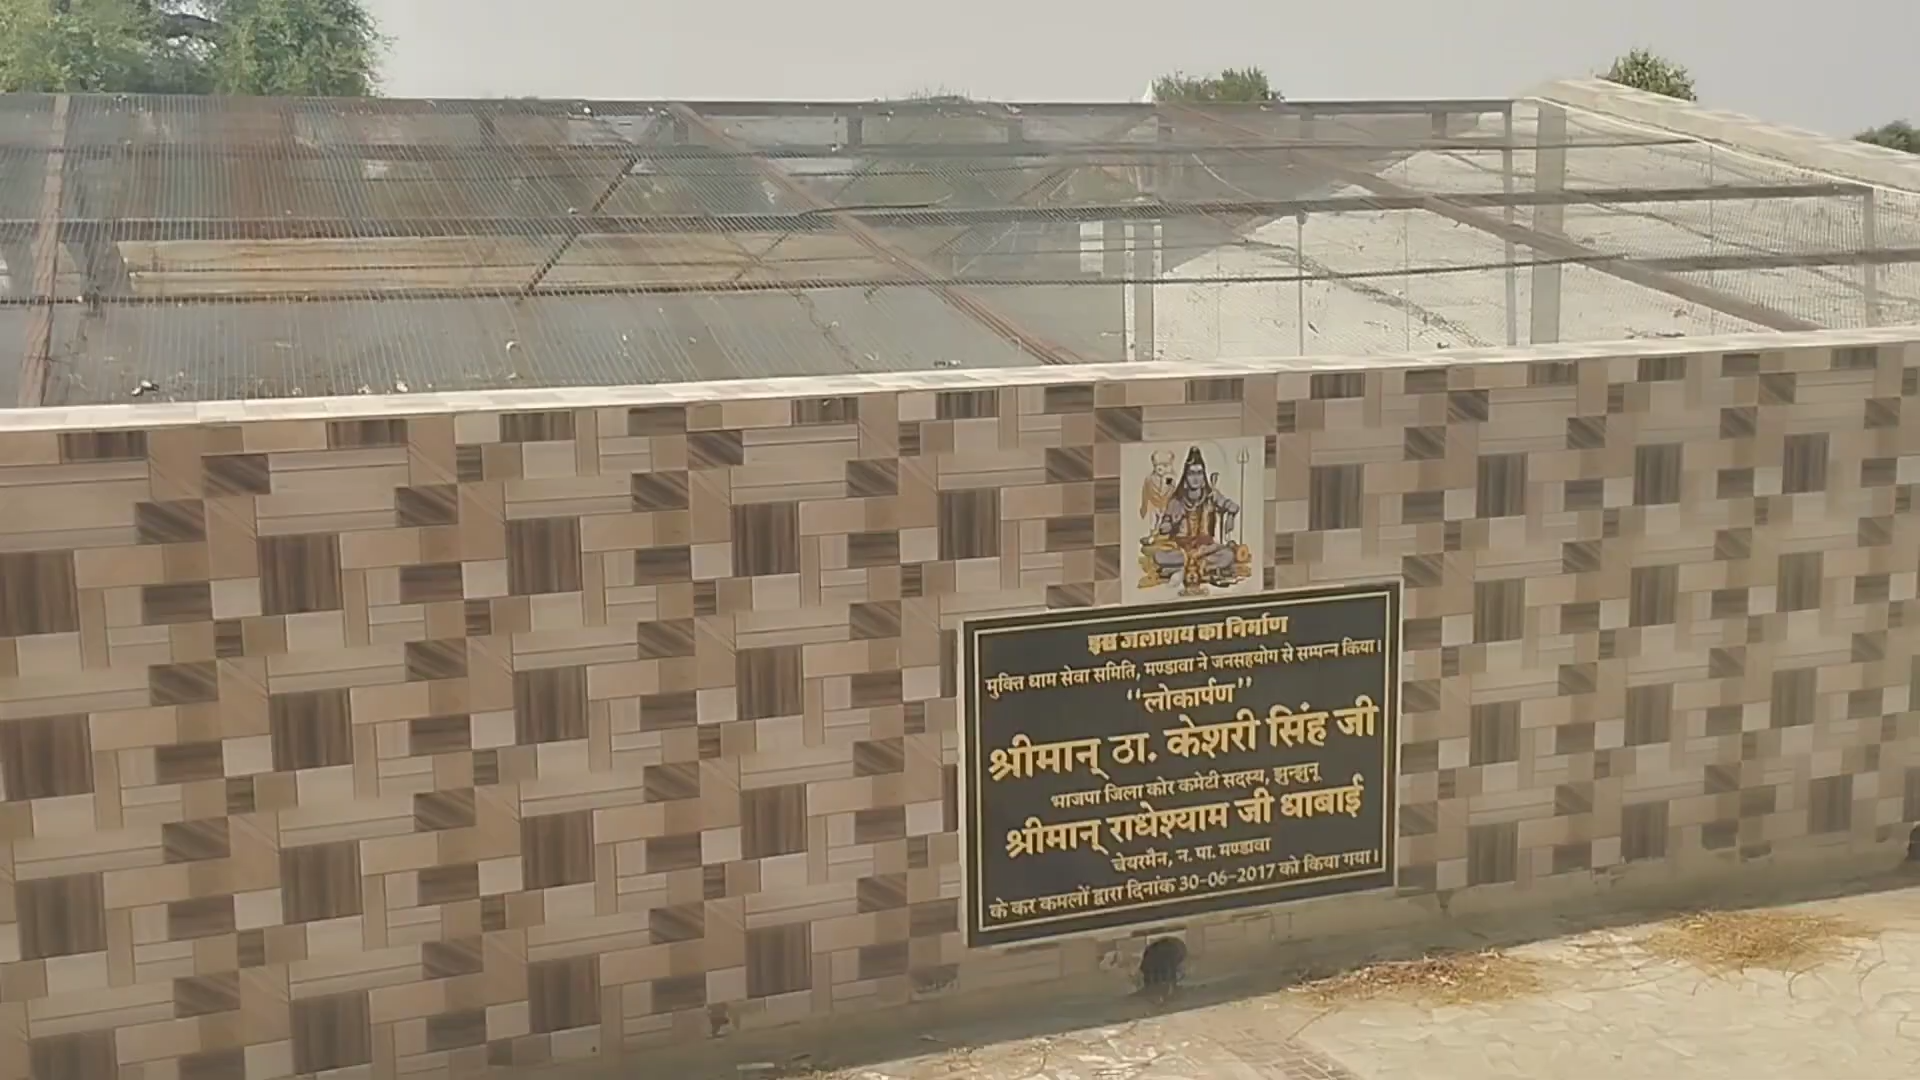 इस जलाशय का निर्माण
मुक्ति धाम सेवा समिति, मण्डावा ने जनसहयोग से सम्पन्न किया।
“लोकार्पण”
श्रीमान् ठा. केशरी सिंह जी
भाजपा जिला कोर कमेटी सदस्य, झुन्झुनू
श्रीमान् राधेश्याम जी धाबाई
चेयरमैन, न. पा. मण्डावा
के कर कमलों द्वारा दिनांक 30-06-2017 को किया गया।